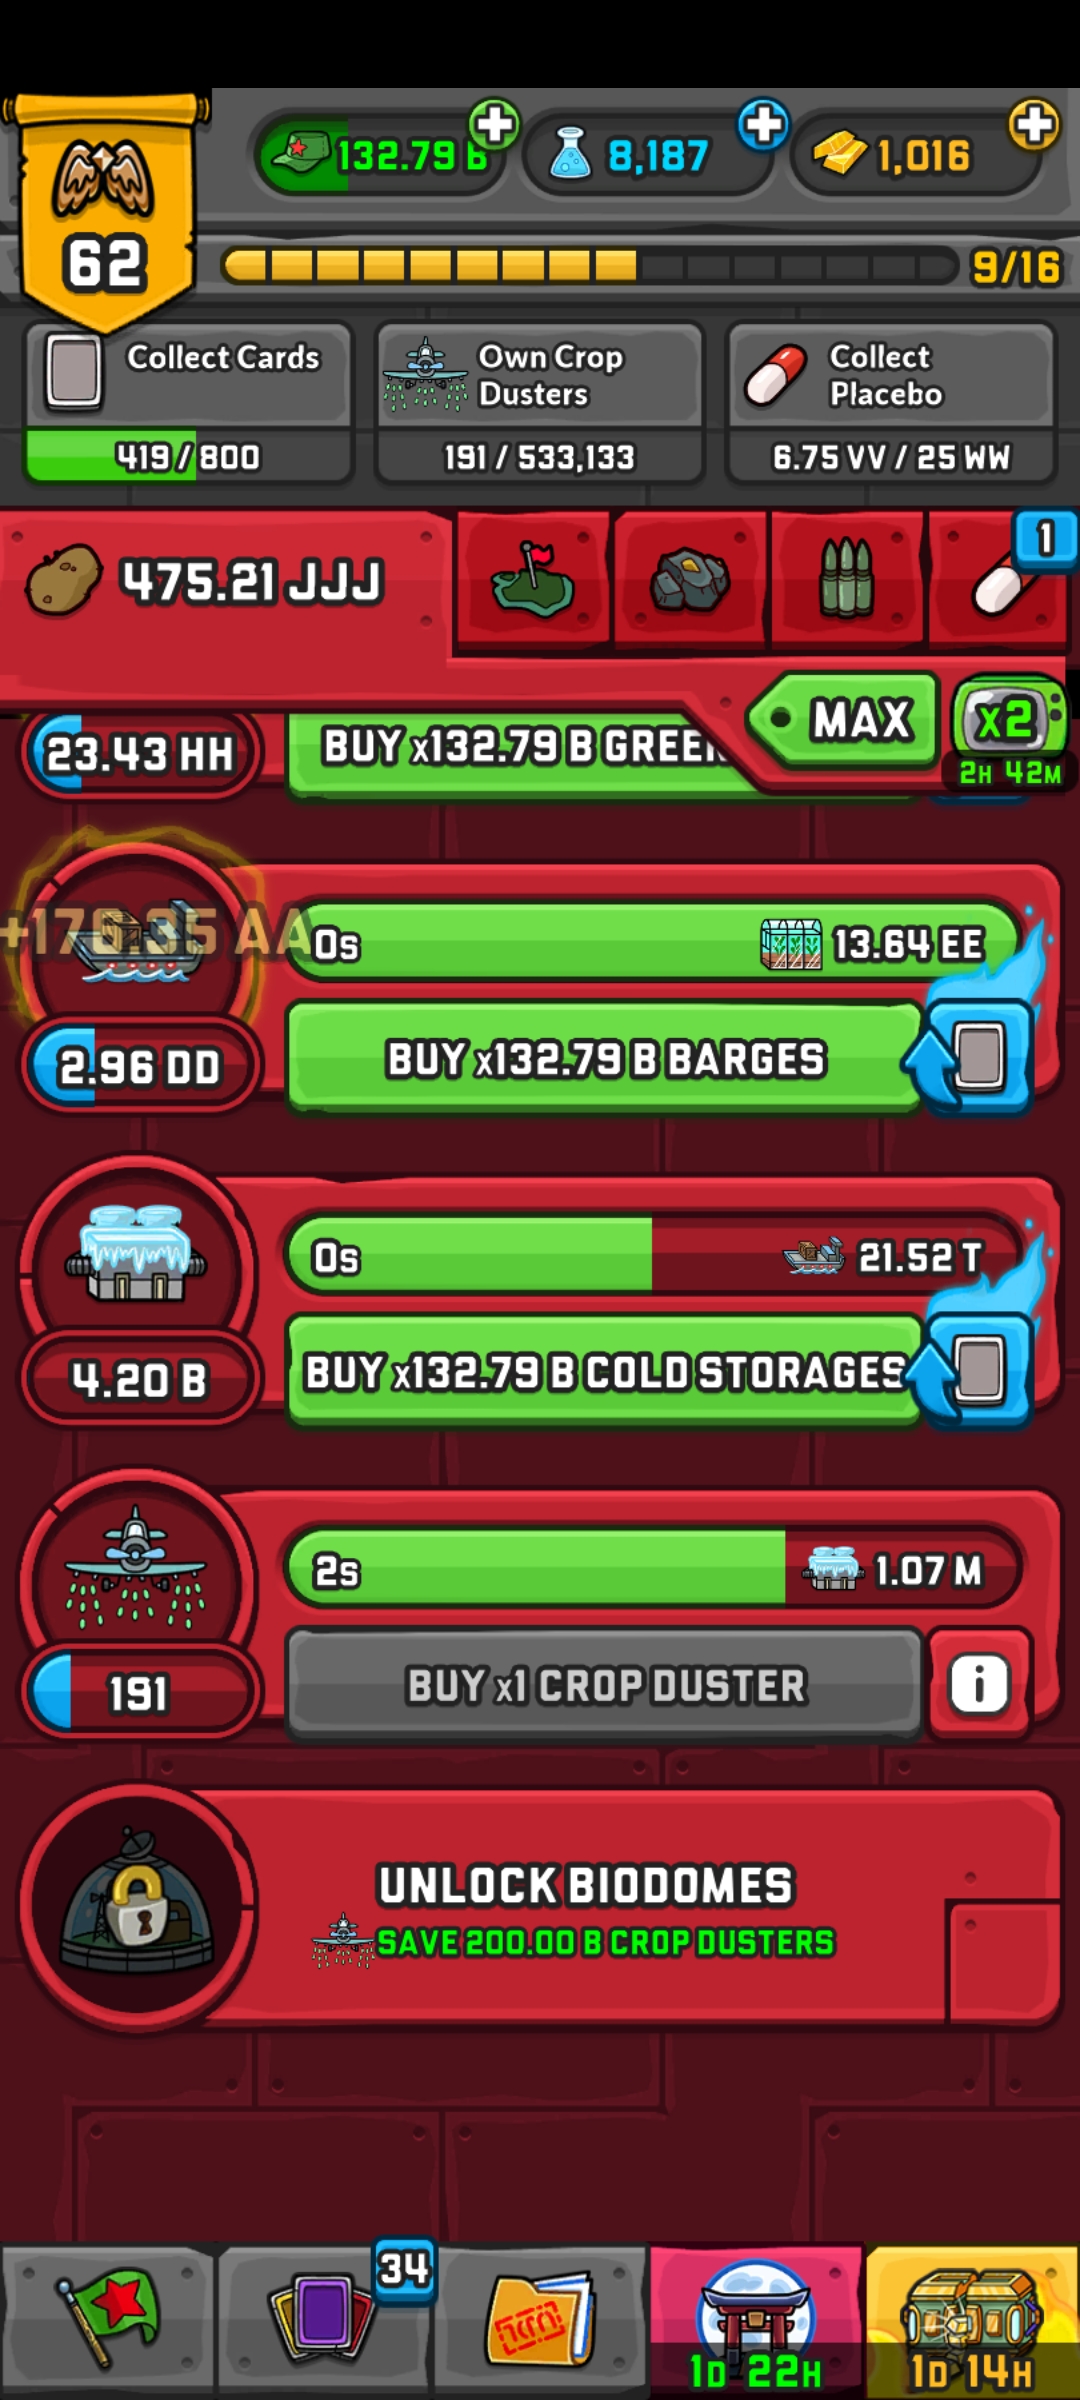 132.79 B
8,187
1,016
62
9/16
Collect Cards
419 / 800
Own Crop
Dusters
191 / 533,133
Collect
Placebo
6.75 VV / 25 WW
475.21 JJJ
1
MAX
x2
2H 42M
23.43 HH
BUY x132.79 B GREEN
+178.35 AA
0s
13.64 EE
2.96 DD
BUY x132.79 B BARGES
0s
21.52 T
4.20 B
BUY x132.79 B COLD STORAGES
2s
1.07 M
191
BUY x1 CROP DUSTER
i
UNLOCK BIODOMES
SAVE 200.00 B CROP DUSTERS
34
1D 22H
1D 14H